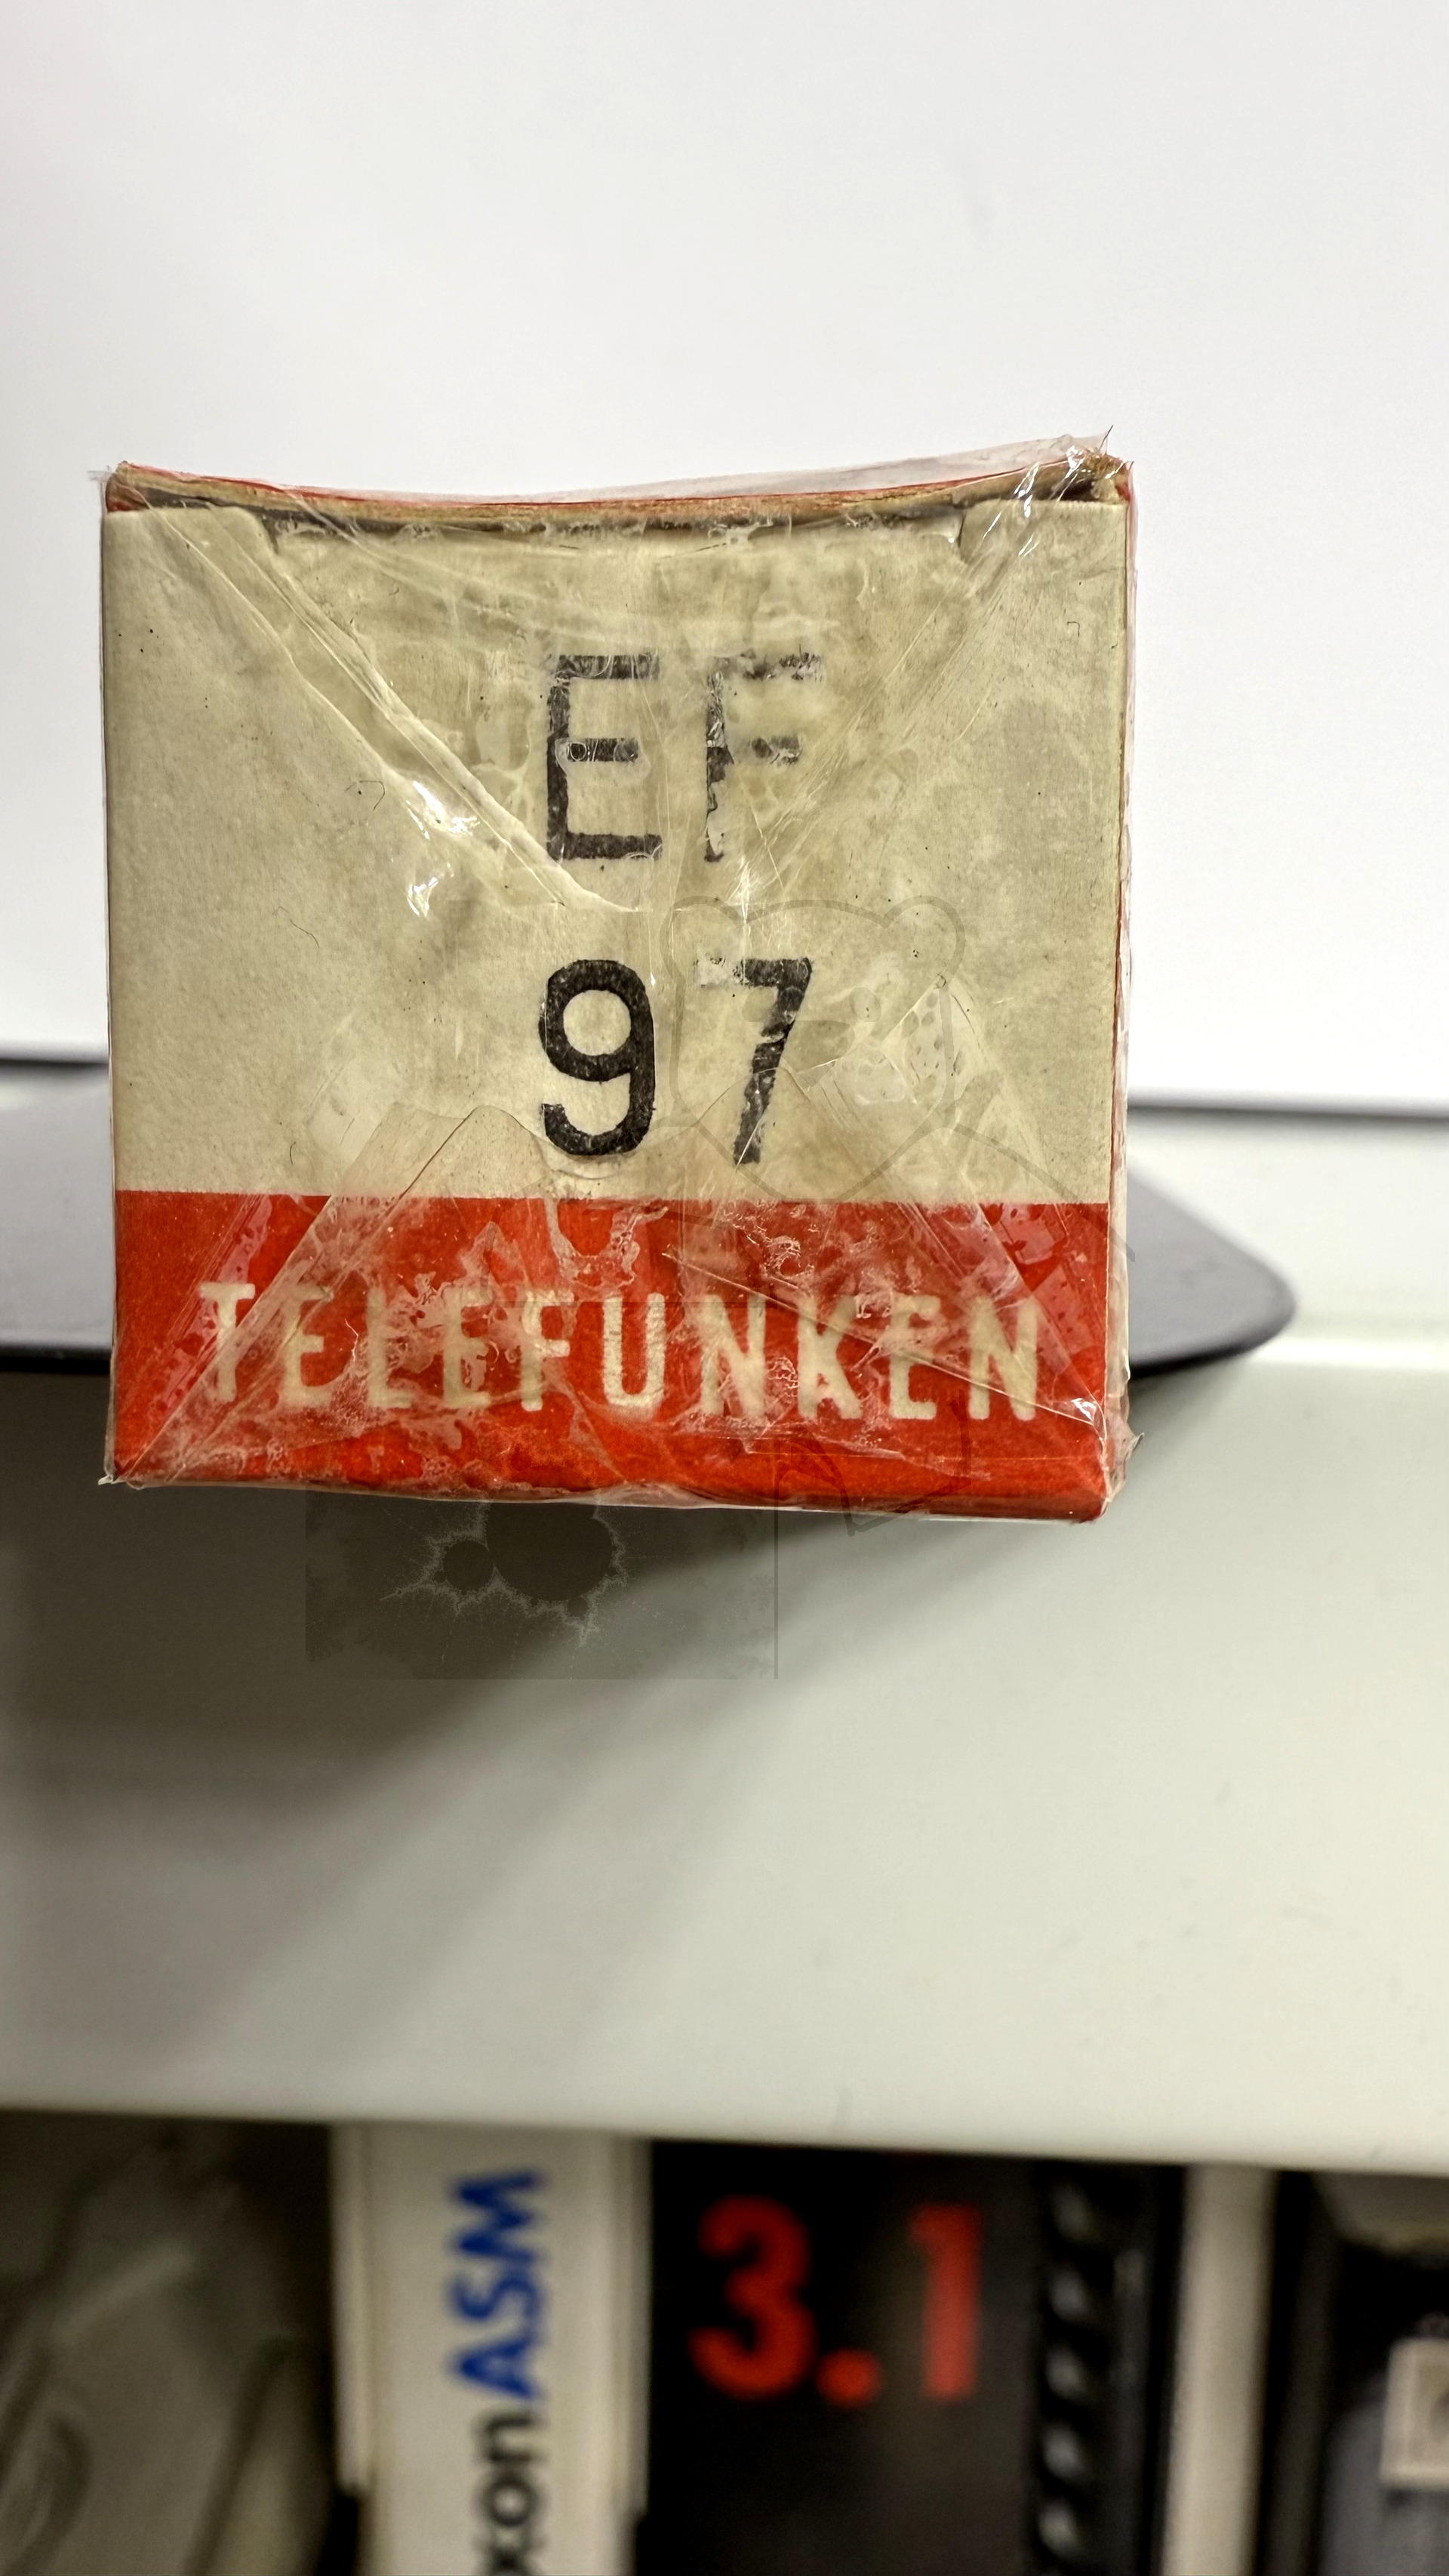 EF
97
TELEFUNKEN
ASM
3.1